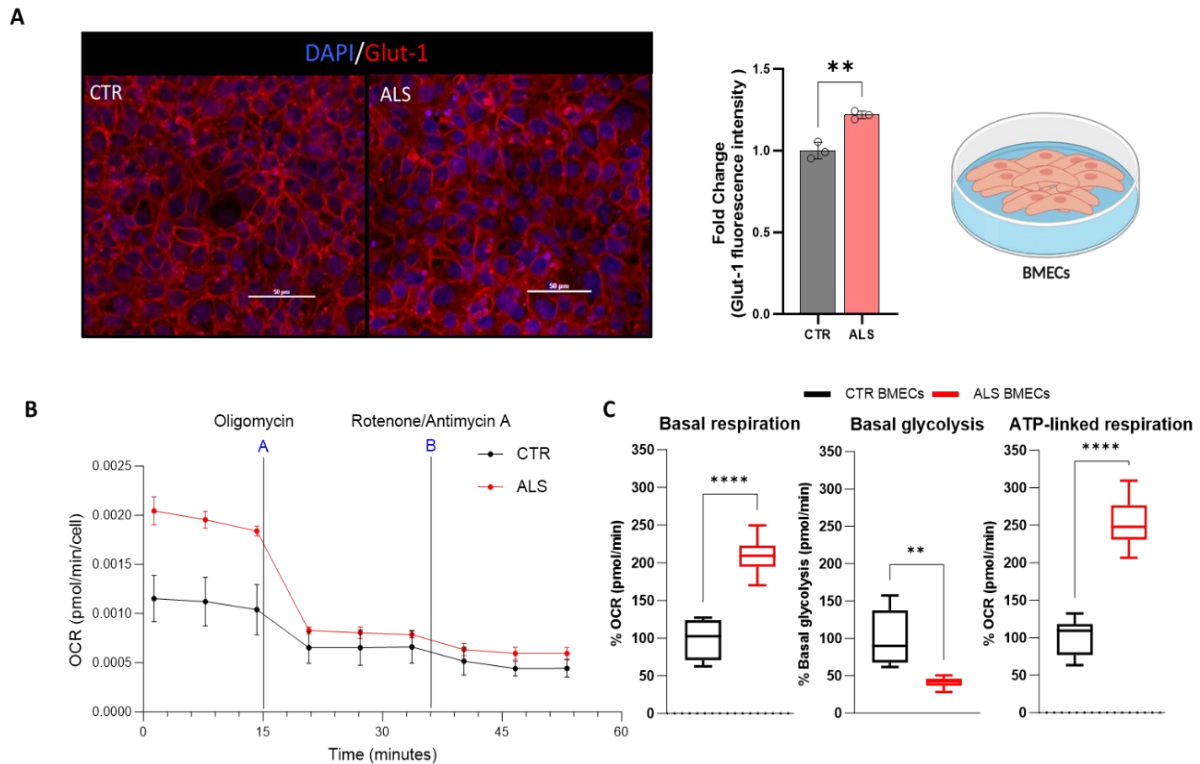 A
DAPI/Glut-1
CTR
ALS
50 µm
50 µm
Fold Change
(Glut-1 fluorescence intensity )
1.5
1.0
0.5
0.0
**
CTR
ALS
BMECs
B
Oligomycin
A
Rotenone/Antimycin A
B
CTR
ALS
OCR (pmol/min/cell)
0.0025
0.0020
0.0015
0.0010
0.0005
0.0000
0
15
30
45
60
Time (minutes)
C
CTR BMECs
ALS BMECs
Basal respiration
% OCR (pmol/min)
350
300
250
200
150
100
50
0
****
Basal glycolysis
% Basal glycolysis (pmol/min)
350
300
250
200
150
100
50
0
**
ATP-linked respiration
% OCR (pmol/min)
350
300
250
200
150
100
50
0
****